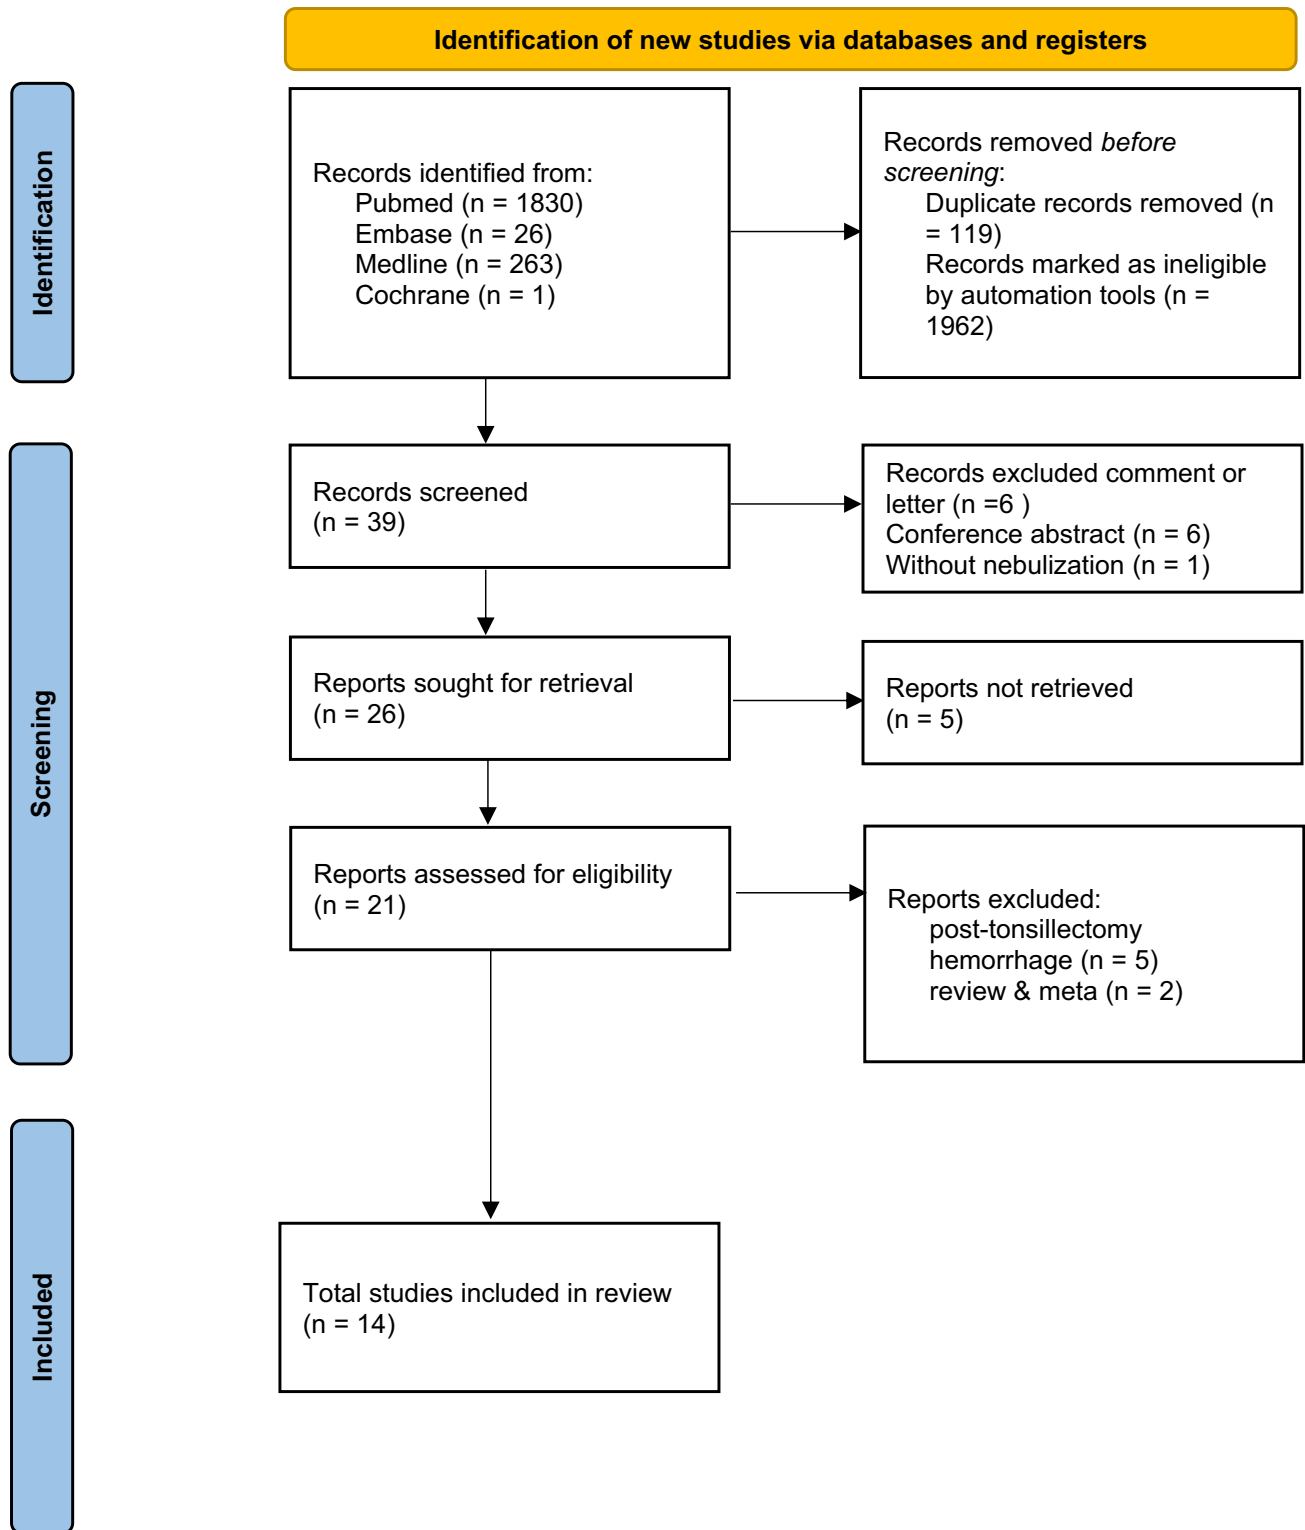 Identification of new studies via databases and registers
Identification
Records identified from:
Pubmed (n = 1830)
Embase (n = 26)
Medline (n = 263)
Cochrane (n = 1)
Records removed before
screening:
Duplicate records removed (n
= 119)
Records marked as ineligible
by automation tools (n =
1962)
Screening
Records screened
(n = 39)
Records excluded comment or
letter (n =6 )
Conference abstract (n = 6)
Without nebulization (n = 1)
Reports sought for retrieval
(n = 26)
Reports not retrieved
(n = 5)
Reports assessed for eligibility
(n = 21)
Reports excluded:
post-tonsillectomy
hemorrhage (n = 5)
review & meta (n = 2)
Included
Total studies included in review
(n = 14)